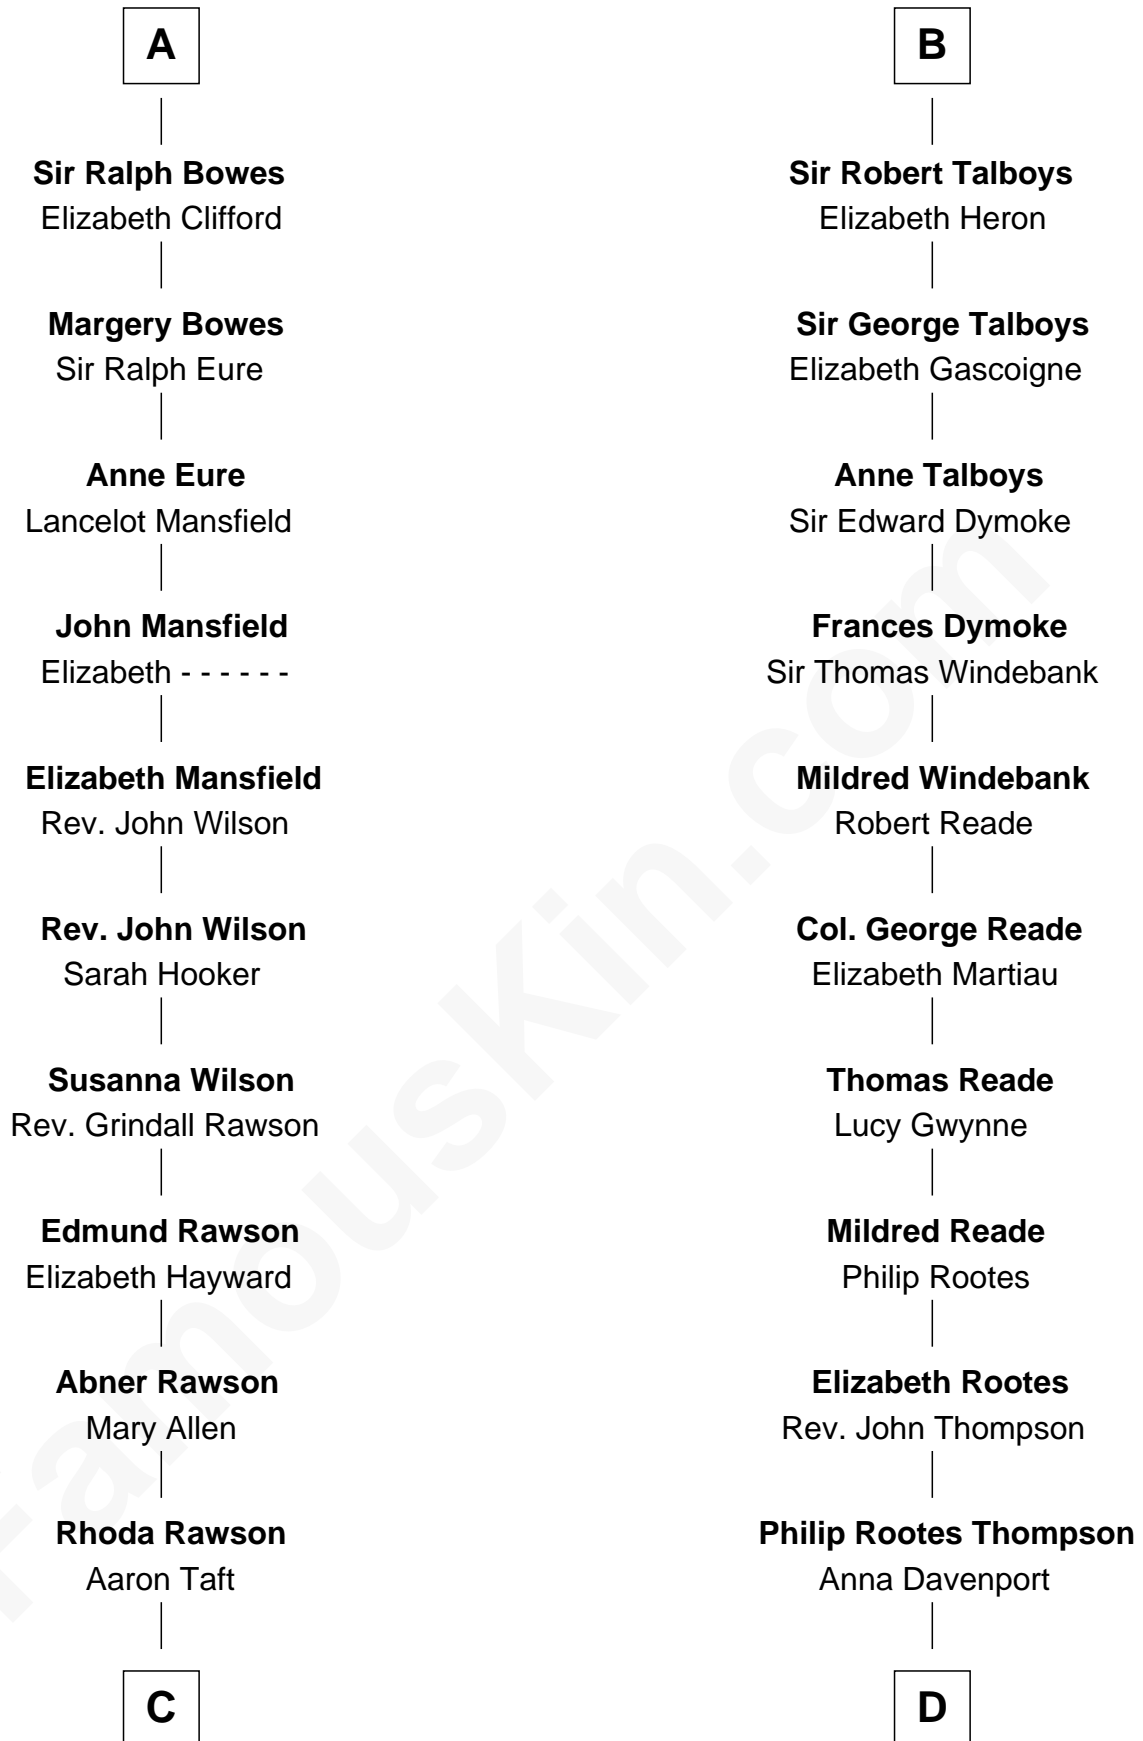 A
Sir Ralph Bowes
Elizabeth Clifford
Margery Bowes
Sir Ralph Eure
Anne Eure
Lancelot Mansfield
John Mansfield
Elizabeth - - - - - -
Elizabeth Mansfield
Rev. John Wilson
Rev. John Wilson
Sarah Hooker
Susanna Wilson
Rev. Grindall Rawson
Edmund Rawson
Elizabeth Hayward
Abner Rawson
Mary Allen
Rhoda Rawson
Aaron Taft
C
B
Sir Robert Talboys
Elizabeth Heron
Sir George Talboys
Elizabeth Gascoigne
Anne Talboys
Sir Edward Dymoke
Frances Dymoke
Sir Thomas Windebank
Mildred Windebank
Robert Reade
Col. George Reade
Elizabeth Martiau
Thomas Reade
Lucy Gwynne
Mildred Reade
Philip Rootes
Elizabeth Rootes
Rev. John Thompson
Philip Rootes Thompson
Anna Davenport
D
FamousKin.com